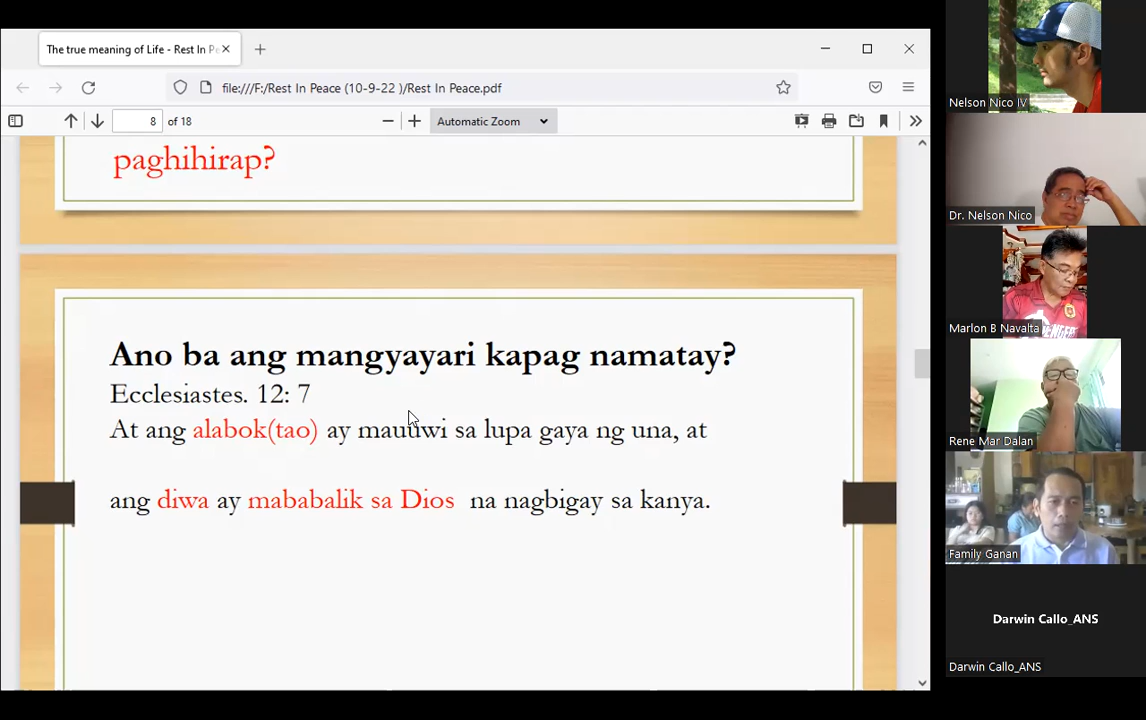 The true meaning of Life - Rest In Pe
file:///F:/Rest In Peace (10-9-22 )/Rest In Peace.pdf
8 of 18
Automatic Zoom
paghihirap?
Ano ba ang mangyayari kapag namatay?
Ecclesiastes. 12: 7
At ang alabok(tao) ay mauuwi sa lupa gaya ng una, at
ang diwa ay mababalik sa Dios na nagbigay sa kanya.
Nelson Nico IV
Dr. Nelson Nico
Marlon B Navalta
Rene Mar Dalan
Family Ganan
Darwin Callo_ANS
Darwin Callo_ANS